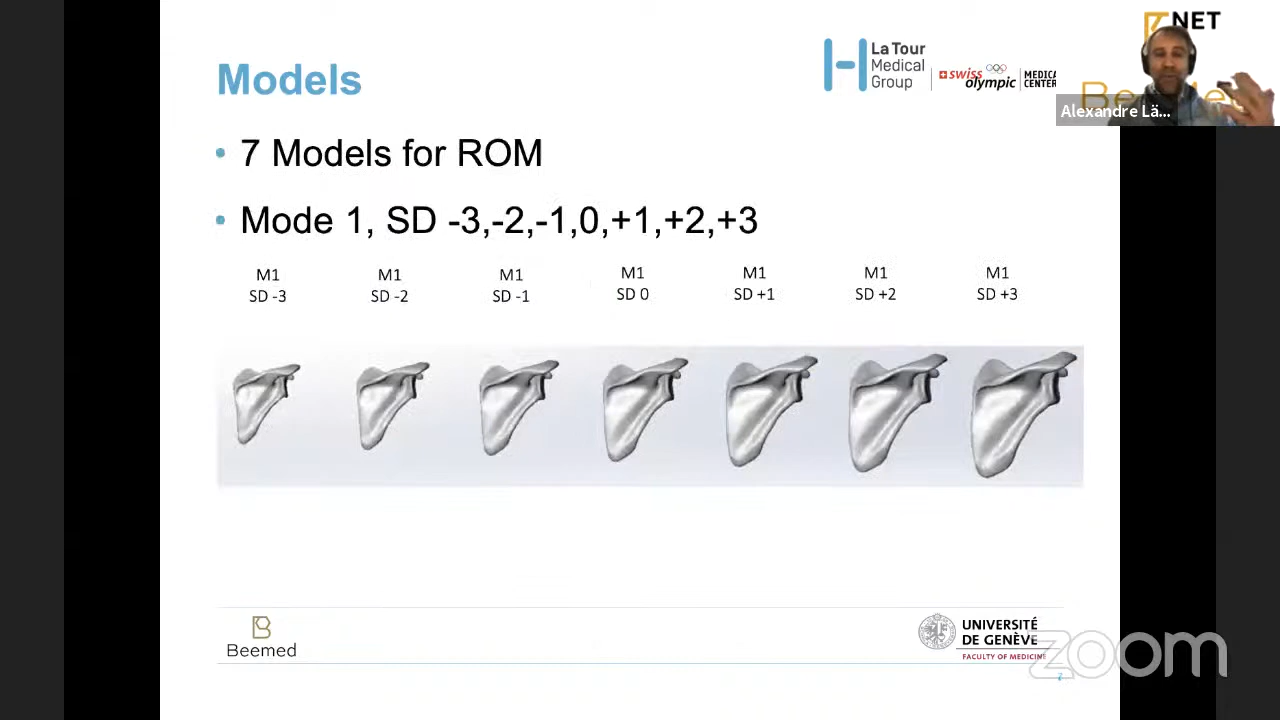 Models
La Tour
Medical
Group
swiss
olympic
MEDICA
CENTER
NET
Alexandre Lä...
• 7 Models for ROM
• Mode 1, SD -3,-2,-1,0,+1,+2,+3
M1
SD -3
M1
SD -2
M1
SD -1
M1
SD 0
M1
SD +1
M1
SD +2
M1
SD +3
Beemed
UNIVERSITÉ
DE GENÈVE
FACULTY OF MEDICINE
zoom